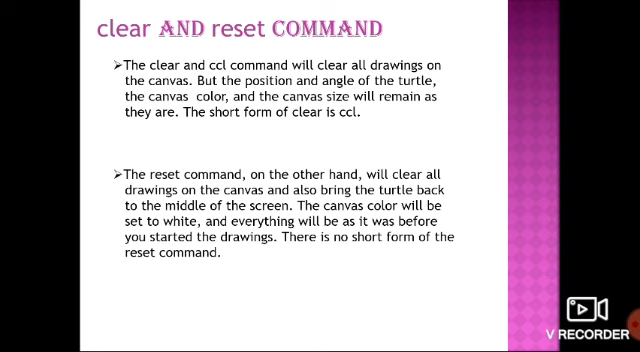 clear AND reset COMMAND
➢The clear and ccl command will clear all drawings on
the canvas. But the position and angle of the turtle,
the canvas color, and the canvas size will remain as
they are. The short form of clear is ccl.
➢The reset command, on the other hand, will clear all
drawings on the canvas and also bring the turtle back
to the middle of the screen. The canvas color will be
set to white, and everything will be as it was before
you started the drawings. There is no short form of the
reset command.
V RECORDER